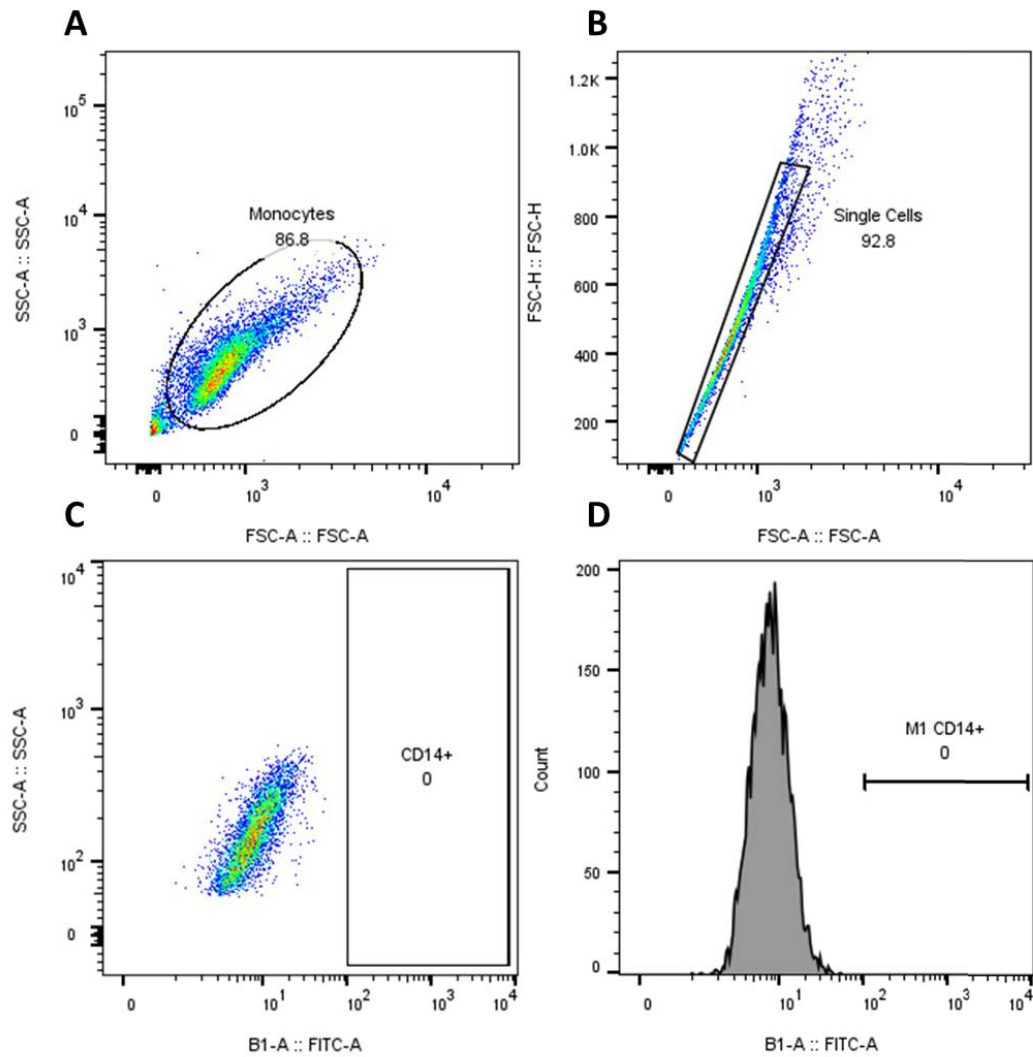 A
SSC-A :: SSC-A
10^5
10^4
10^3
0
Monocytes
86.8
0
10^3
10^4
FSC-A :: FSC-A
B
FSC-H :: FSC-H
1.2K
1.0K
800
600
400
200
Single Cells
92.8
0
10^3
10^4
FSC-A :: FSC-A
C
SSC-A :: SSC-A
10^4
10^3
10^2
0
CD14+
0
0
10^1
10^2
10^3
10^4
B1-A :: FITC-A
D
Count
200
150
100
50
0
M1 CD14+
0
0
10^1
10^2
10^3
10^4
B1-A :: FITC-A